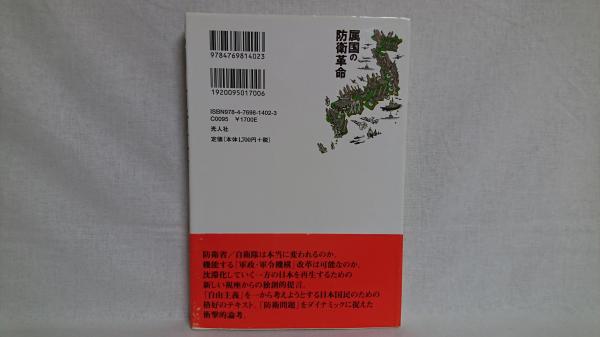 属国の
防衛革命
9784769814023
1920095017006
ISBN978-4-7698-1402-3
C0095 ¥1700E
光人社
定価（本体1,700円＋税）
防衛省／自衛隊は本当に変われるのか。
機能する「軍政・軍令機構」改革は可能なのか。
沈滞化していく一方の日本を再生するための
新しい視座からの独創的提言。
「自由主義」を一から考えようとする日本国民のための
格好のテキスト。「防衛問題」をダイナミックに捉えた
衝撃的論考。